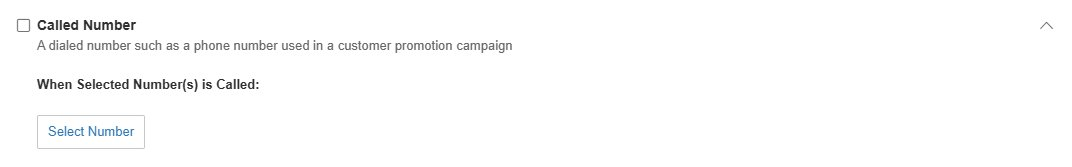 Called Number
A dialed number such as a phone number used in a customer promotion campaign
When Selected Number(s) is Called:
Select Number